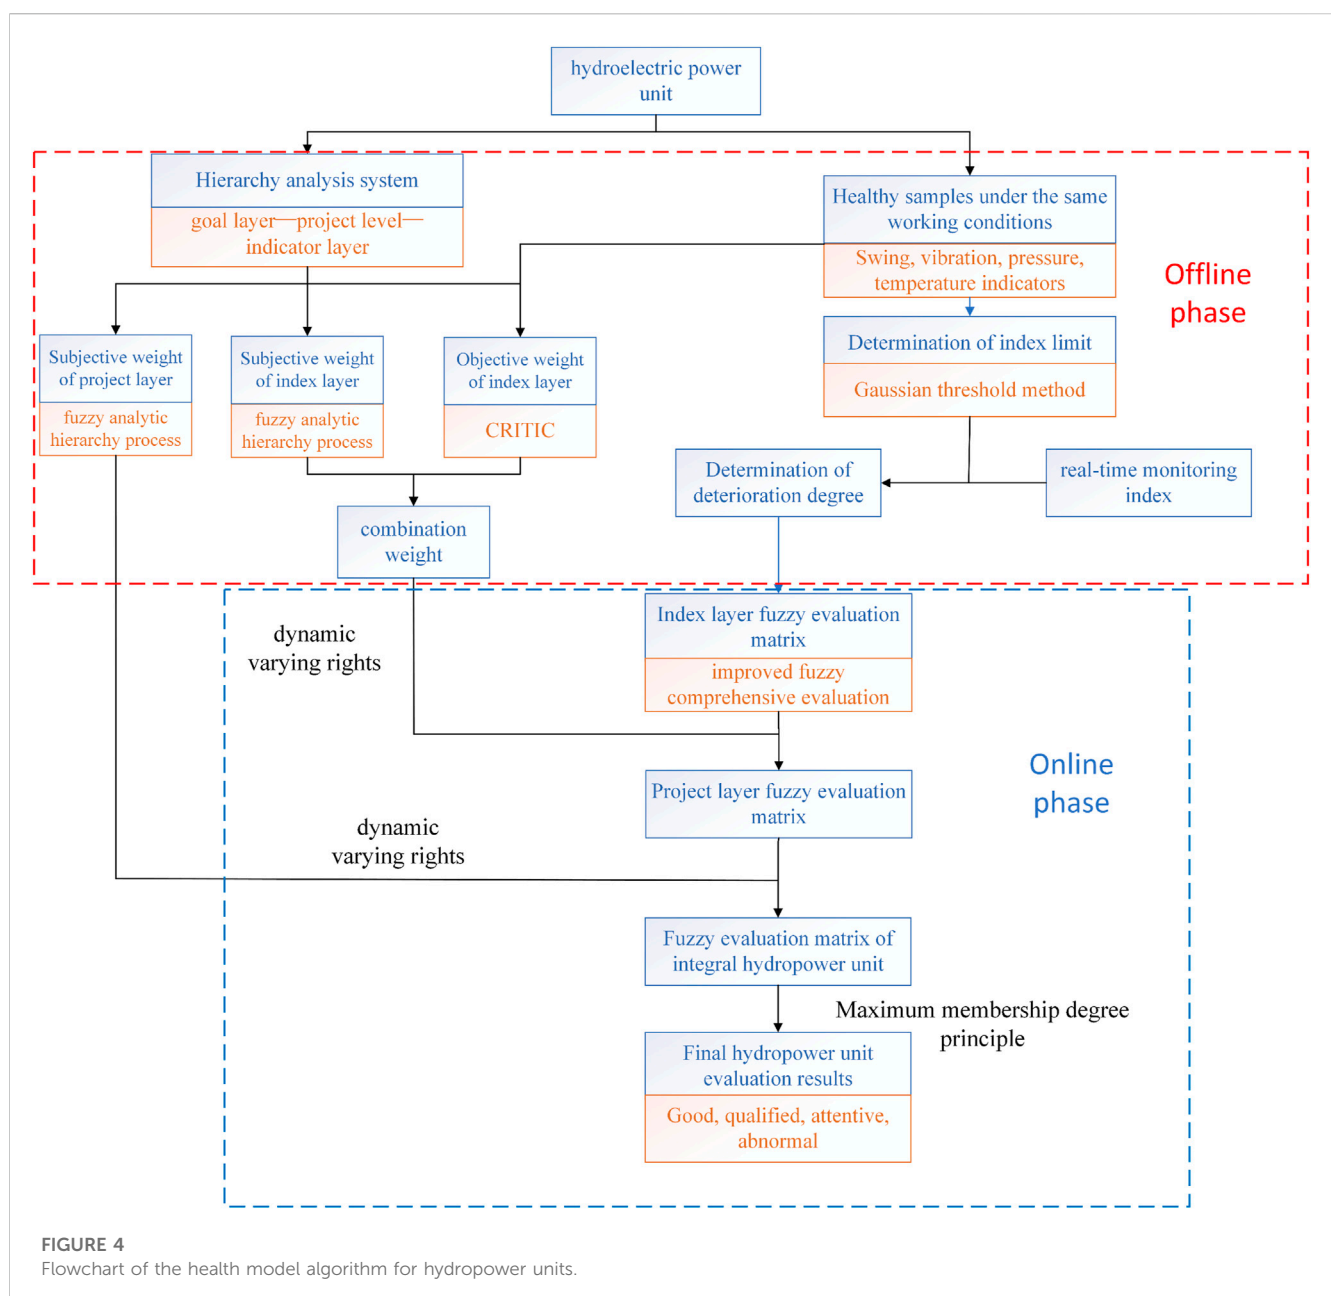 hydroelectric power
unit
Hierarchy analysis system
goal layer—project level—
indicator layer
Healthy samples under the same
working conditions
Swing, vibration, pressure,
temperature indicators
Offline
phase
Subjective weight
of project layer
fuzzy analytic
hierarchy process
Subjective weight
of index layer
fuzzy analytic
hierarchy process
Objective weight
of index layer
CRITIC
Determination of index limit
Gaussian threshold method
Determination of
deterioration degree
real-time monitoring
index
combination
weight
dynamic
varying rights
Index layer fuzzy evaluation
matrix
improved fuzzy
comprehensive evaluation
Online
phase
Project layer fuzzy evaluation
matrix
dynamic
varying rights
Fuzzy evaluation matrix of
integral hydropower unit
Maximum membership degree
principle
Final hydropower unit
evaluation results
Good, qualified, attentive,
abnormal
FIGURE 4
Flowchart of the health model algorithm for hydropower units.